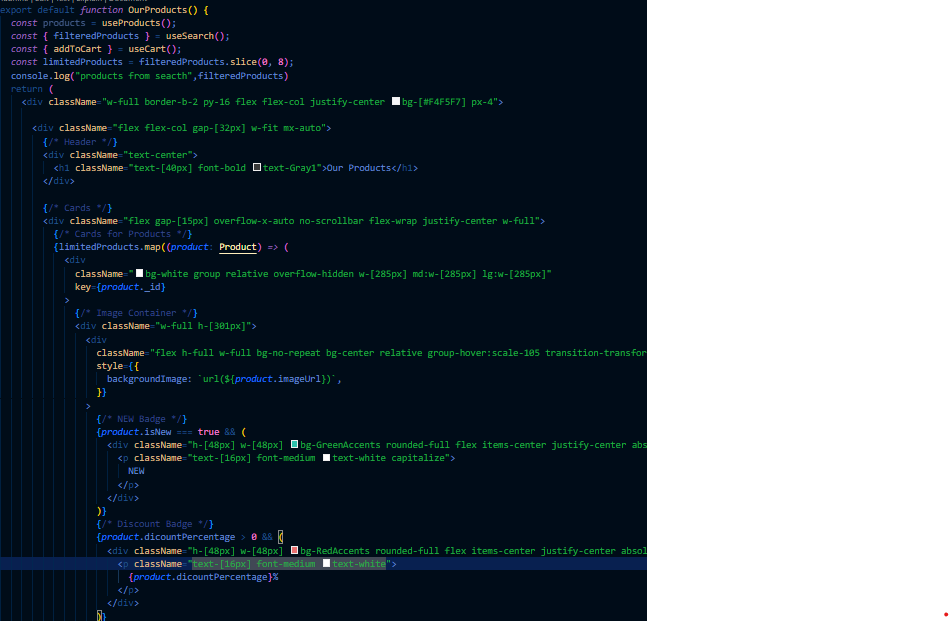 export default function OurProducts() {
const products = useProducts();
const { filteredProducts } = useSearch();
const { addToCart } = useCart();
const limitedProducts = filteredProducts.slice(0, 8);
console.log("products from seacth",filteredProducts)
return (
<div className="w-full border-b-2 py-16 flex flex-col justify-center bg-[#F4F5F7] px-4">
<div className="flex flex-col gap-[32px] w-fit mx-auto">
{/* Header */}
<div className="text-center">
<h1 className="text-[40px] font-bold text-Gray1">Our Products</h1>
</div>
{/* Cards */}
<div className="flex gap-[15px] overflow-x-auto no-scrollbar flex-wrap justify-center w-full">
{/* Cards for Products */}
{limitedProducts.map((product: Product) => (
<div
className="bg-white group relative overflow-hidden w-[285px] md:w-[285px] lg:w-[285px]"
key={product._id}
>
{/* Image Container */}
<div className="w-full h-[301px]">
<div
className="flex h-full w-full bg-no-repeat bg-center relative group-hover:scale-105 transition-transfor
style={{
backgroundImage: `url(${product.imageUrl})`,
}}
>
{/* NEW Badge */}
{product.isNew === true && (
<div className="h-[48px] w-[48px] bg-GreenAccents rounded-full flex items-center justify-center abs
<p className="text-[16px] font-medium text-white capitalize">
NEW
</p>
</div>
)}
{/* Discount Badge */}
{product.dicountPercentage > 0 && (
<div className="h-[48px] w-[48px] bg-RedAccents rounded-full flex items-center justify-center absol
<p className="text-[16px] font-medium text-white">
{product.dicountPercentage}%
</p>
</div>
)}